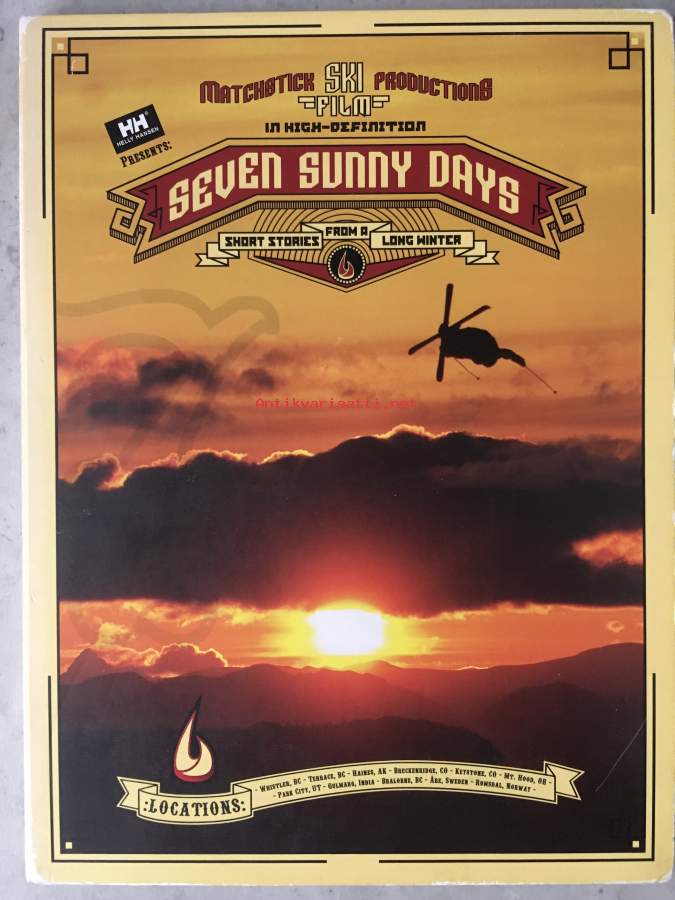 MATCHSTICK SKI PRODUCTIONS
FILM
IN HIGH-DEFINITION
HH
HELLY HANSEN
PRESENTS:
SEVEN SUNNY DAYS
SHORT STORIES FROM A LONG WINTER
Antikvariaatti.net
- WHISTLER, BC - TERRACE, BC - HAINES, AK - BRECKENRIDGE, CO - KEYSTONE, CO - MT. HOOD, OR -
- PARK CITY, UT - GULMARG, INDIA - BRALORNE, BC - ÅRE, SWEDEN - ROMSDAL, NORWAY -
:LOCATIONS: